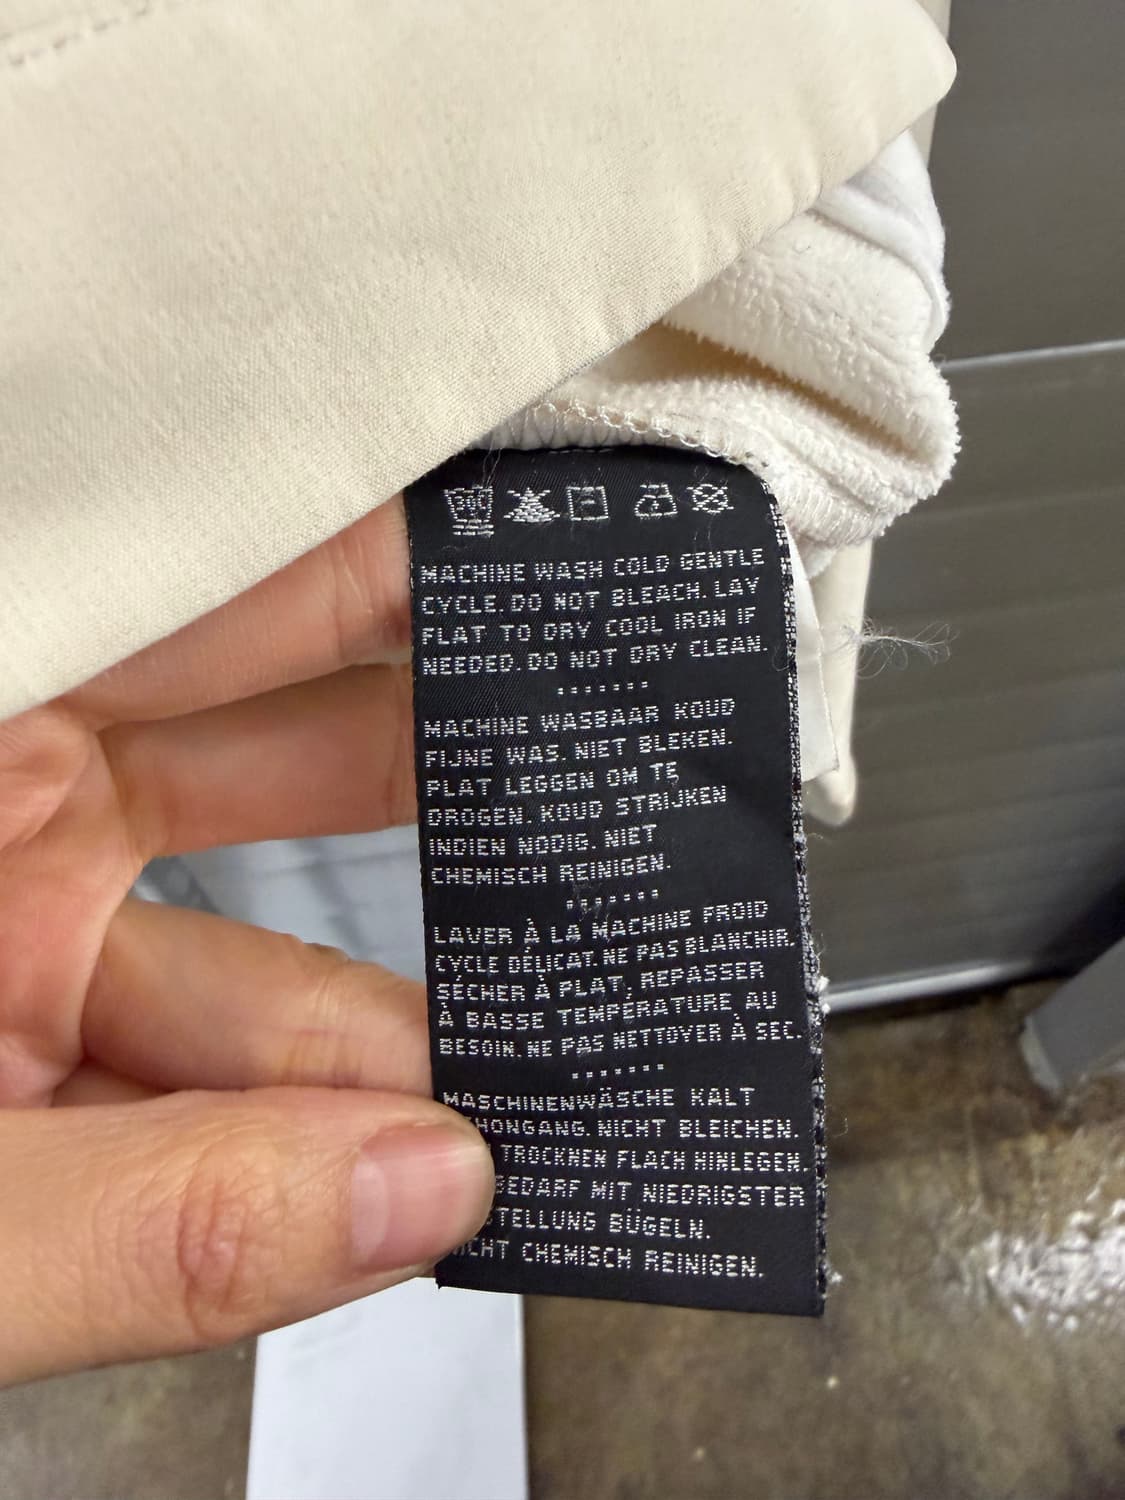 MACHINE WASH COLD GENTLE
CYCLE. DO NOT BLEACH. LAY
FLAT TO DRY COOL IRON IF
NEEDED. DO NOT DRY CLEAN.
MACHINE WASBAAR KOUD
FIJNE WAS. NIET BLEKEN.
PLAT LEGGEN OM TE
DROGEN. KOUD STRIJKEN
INDIEN NODIG. NIET
CHEMISCH REINIGEN.
LAVER À LA MACHINE FROID
CYCLE DÉLICAT. NE PAS BLANCHIR.
SÉCHER À PLAT, REPASSER
À BASSE TEMPÉRATURE AU
BESOIN. NE PAS NETTOYER À SEC.
MASCHINENWÄSCHE KALT
HONGANG. NICHT BLEICHEN.
TROCKNEN FLACH HINLEGEN.
BEDARF MIT NIEDRIGSTER
STELLUNG BÜGELN.
ICHT CHEMISCH REINIGEN.